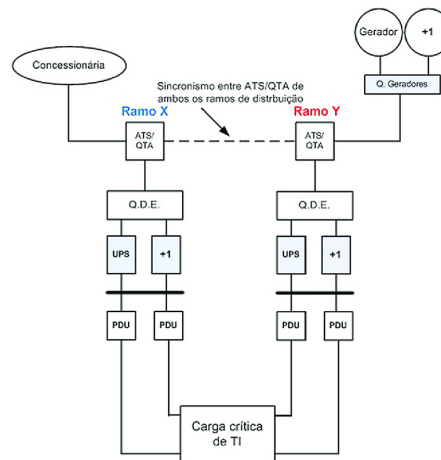 Gerador
+1
Concessionária
Q. Geradores
Sincronismo entre ATS/QTA de
ambos os ramos de distrbuição
Ramo X
Ramo Y
ATS/
QTA
ATS/
QTA
Q.D.E.
Q.D.E.
UPS
+1
UPS
+1
PDU
PDU
PDU
PDU
Carga crítica
de TI